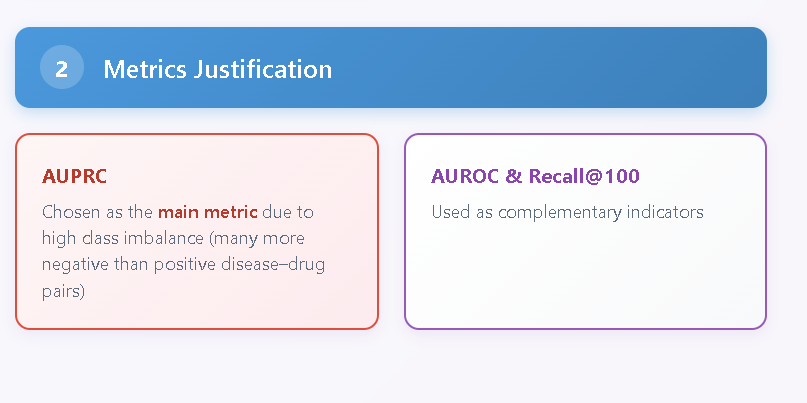 2 Metrics Justification
AUPRC
Chosen as the main metric due to
high class imbalance (many more
negative than positive disease–drug
pairs)
AUROC & Recall@100
Used as complementary indicators